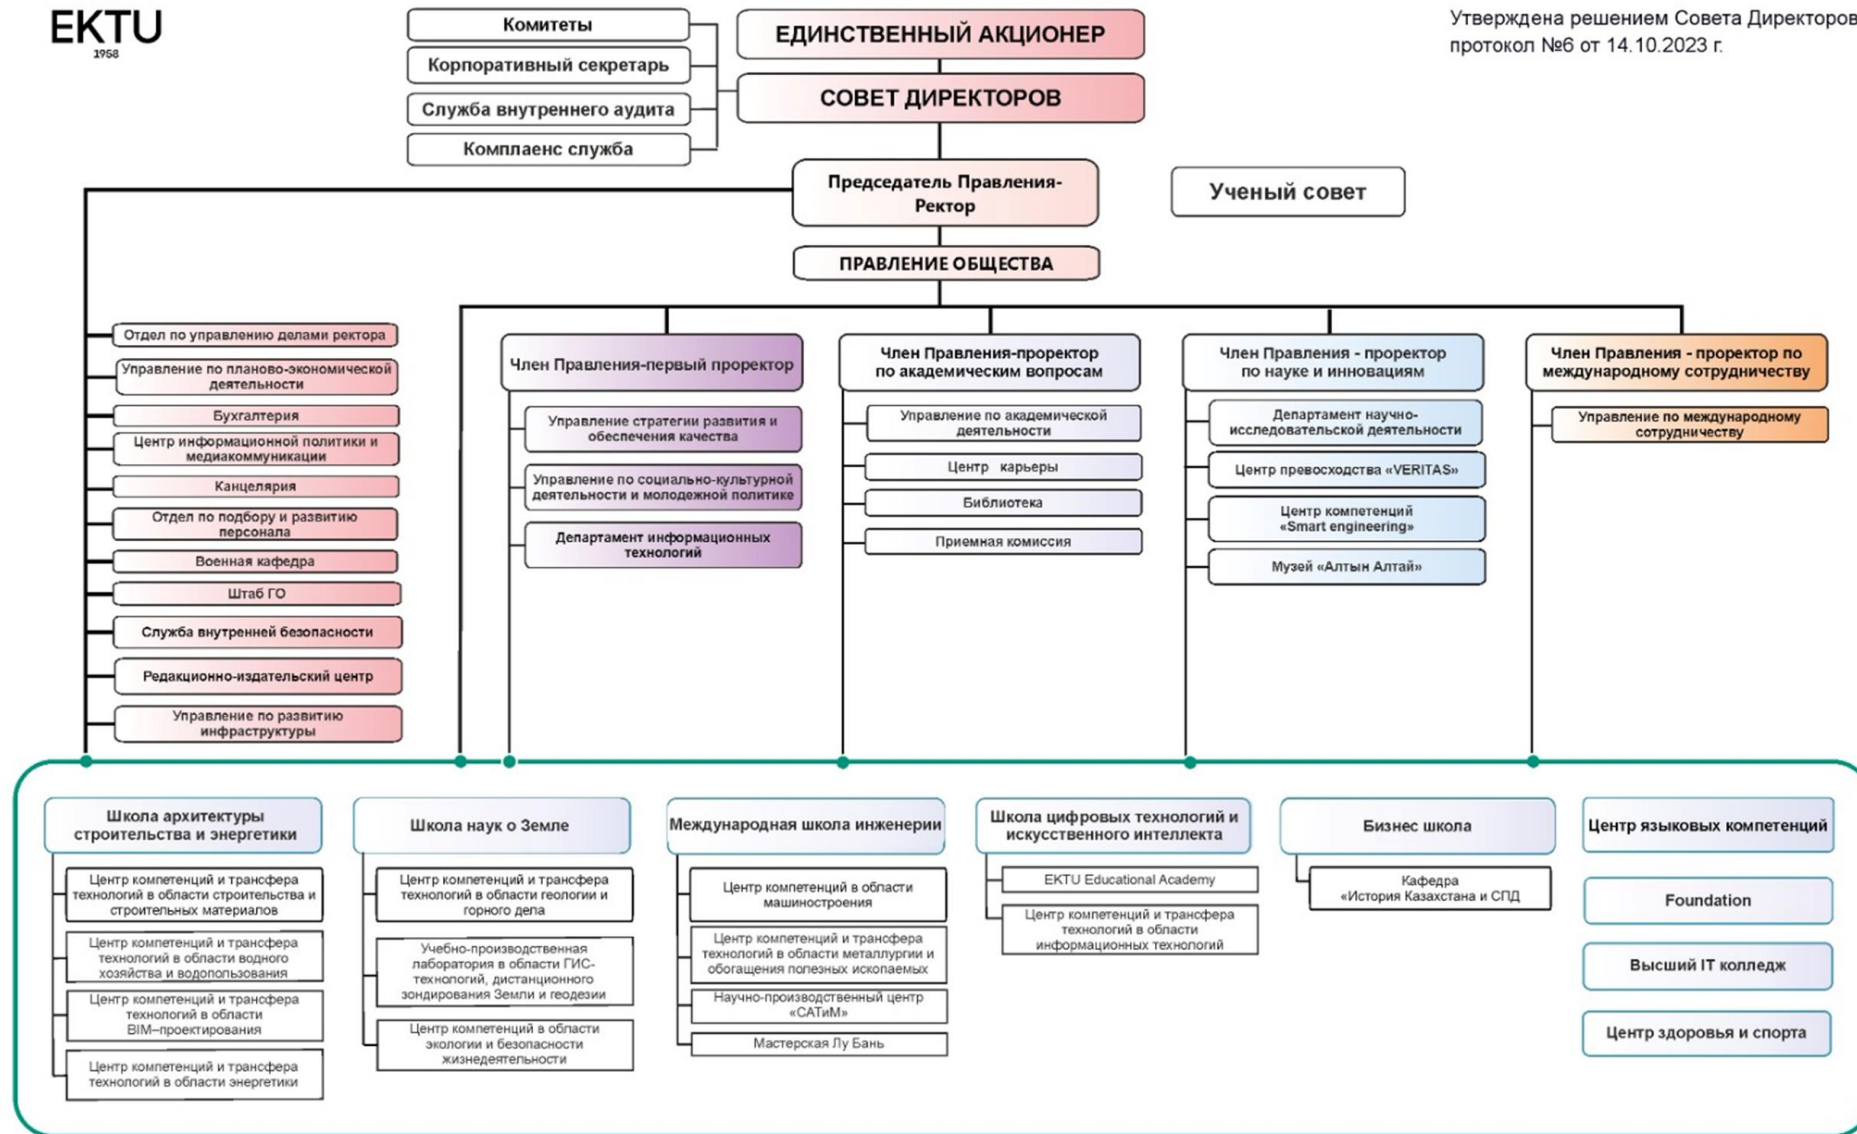 EKTU
1958
Утверждена решением Совета Директоров
протокол №6 от 14.10.2023 г.
Комитеты
Корпоративный секретарь
Служба внутреннего аудита
Комплаенс служба
ЕДИНСТВЕННЫЙ АКЦИОНЕР
СОВЕТ ДИРЕКТОРОВ
Председатель Правления-
Ректор
Ученый совет
ПРАВЛЕНИЕ ОБЩЕСТВА
Отдел по управлению делами ректора
Управление по планово-экономической
деятельности
Бухгалтерия
Центр информационной политики и
медиакоммуникации
Канцелярия
Отдел по подбору и развитию
персонала
Военная кафедра
Штаб ГО
Служба внутренней безопасности
Редакционно-издательский центр
Управление по развитию
инфраструктуры
Член Правления-первый проректор
Управление стратегии развития и
обеспечения качества
Управление по социально-культурной
деятельности и молодежной политике
Департамент информационных
технологий
Член Правления-проректор
по академическим вопросам
Управление по академической
деятельности
Центр карьеры
Библиотека
Приемная комиссия
Член Правления - проректор
по науке и инновациям
Департамент научно-
исследовательской деятельности
Центр превосходства «VERITAS»
Центр компетенций
«Smart engineering»
Музей «Алтын Алтай»
Член Правления - проректор по
международному сотрудничеству
Управление по международному
сотрудничеству
Школа архитектуры
строительства и энергетики
Центр компетенций и трансфера
технологий в области строительства и
строительных материалов
Центр компетенций и трансфера
технологий в области водного
хозяйства и водопользования
Центр компетенций и трансфера
технологий в области
BIM–проектирования
Центр компетенций и трансфера
технологий в области энергетики
Школа наук о Земле
Центр компетенций и трансфера
технологий в области геологии и
горного дела
Учебно-производственная
лаборатория в области ГИС-
технологий, дистанционного
зондирования Земли и геодезии
Центр компетенций в области
экологии и безопасности
жизнедеятельности
Международная школа инженерии
Центр компетенций в области
машиностроения
Центр компетенций и трансфера
технологий в области металлургии и
обогащения полезных ископаемых
Научно-производственный центр
«САТиМ»
Мастерская Лу Бань
Школа цифровых технологий и
искусственного интеллекта
EKTU Educational Academy
Центр компетенций и трансфера
технологий в области
информационных технологий
Бизнес школа
Кафедра
«История Казахстана и СПД
Центр языковых компетенций
Foundation
Высший IT колледж
Центр здоровья и спорта